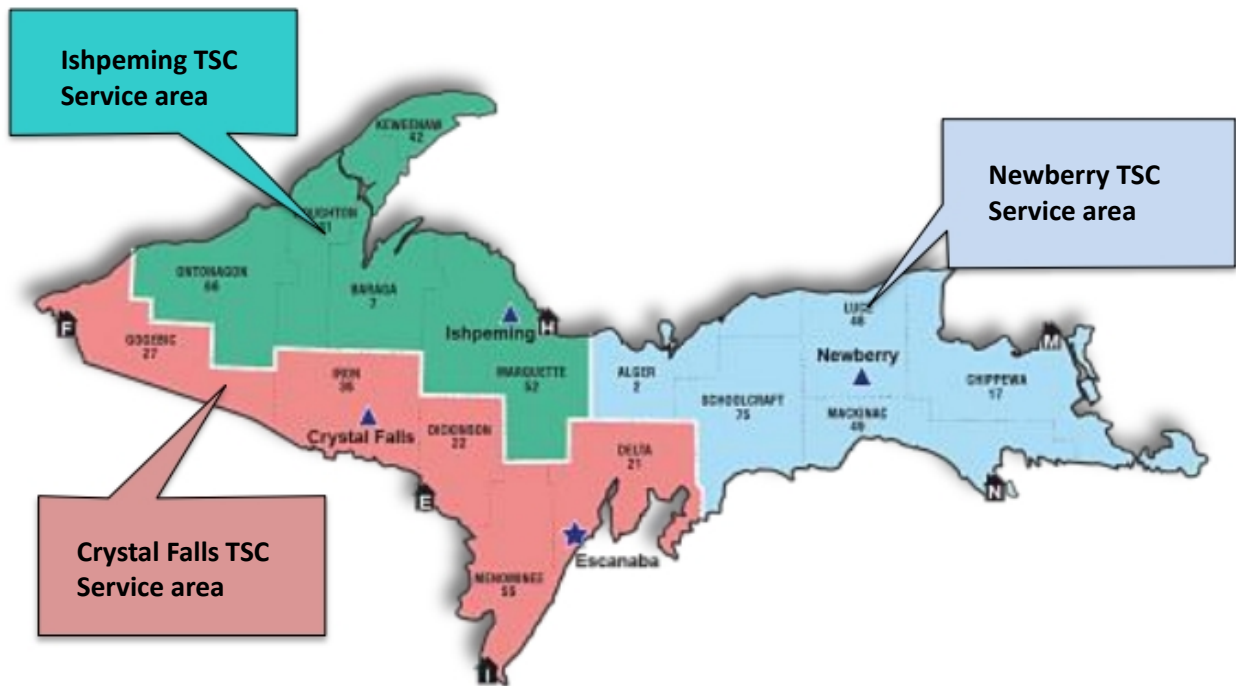 Ishpeming TSC
Service area
KEWEENAW
42
Newberry TSC
Service area
ONTONAGON
66
BARAGA
7
LUCE
48
F
Ishpeming
H
M
GOGEBIC
27
IRON
36
MARQUETTE
52
ALGER
2
Newberry
CHIPPEWA
17
SCHOOLCRAFT
75
MACKINAC
49
Crystal Falls
DICKINSON
22
DELTA
21
E
N
Crystal Falls TSC
Service area
Escanaba
MENOMINEE
55
I